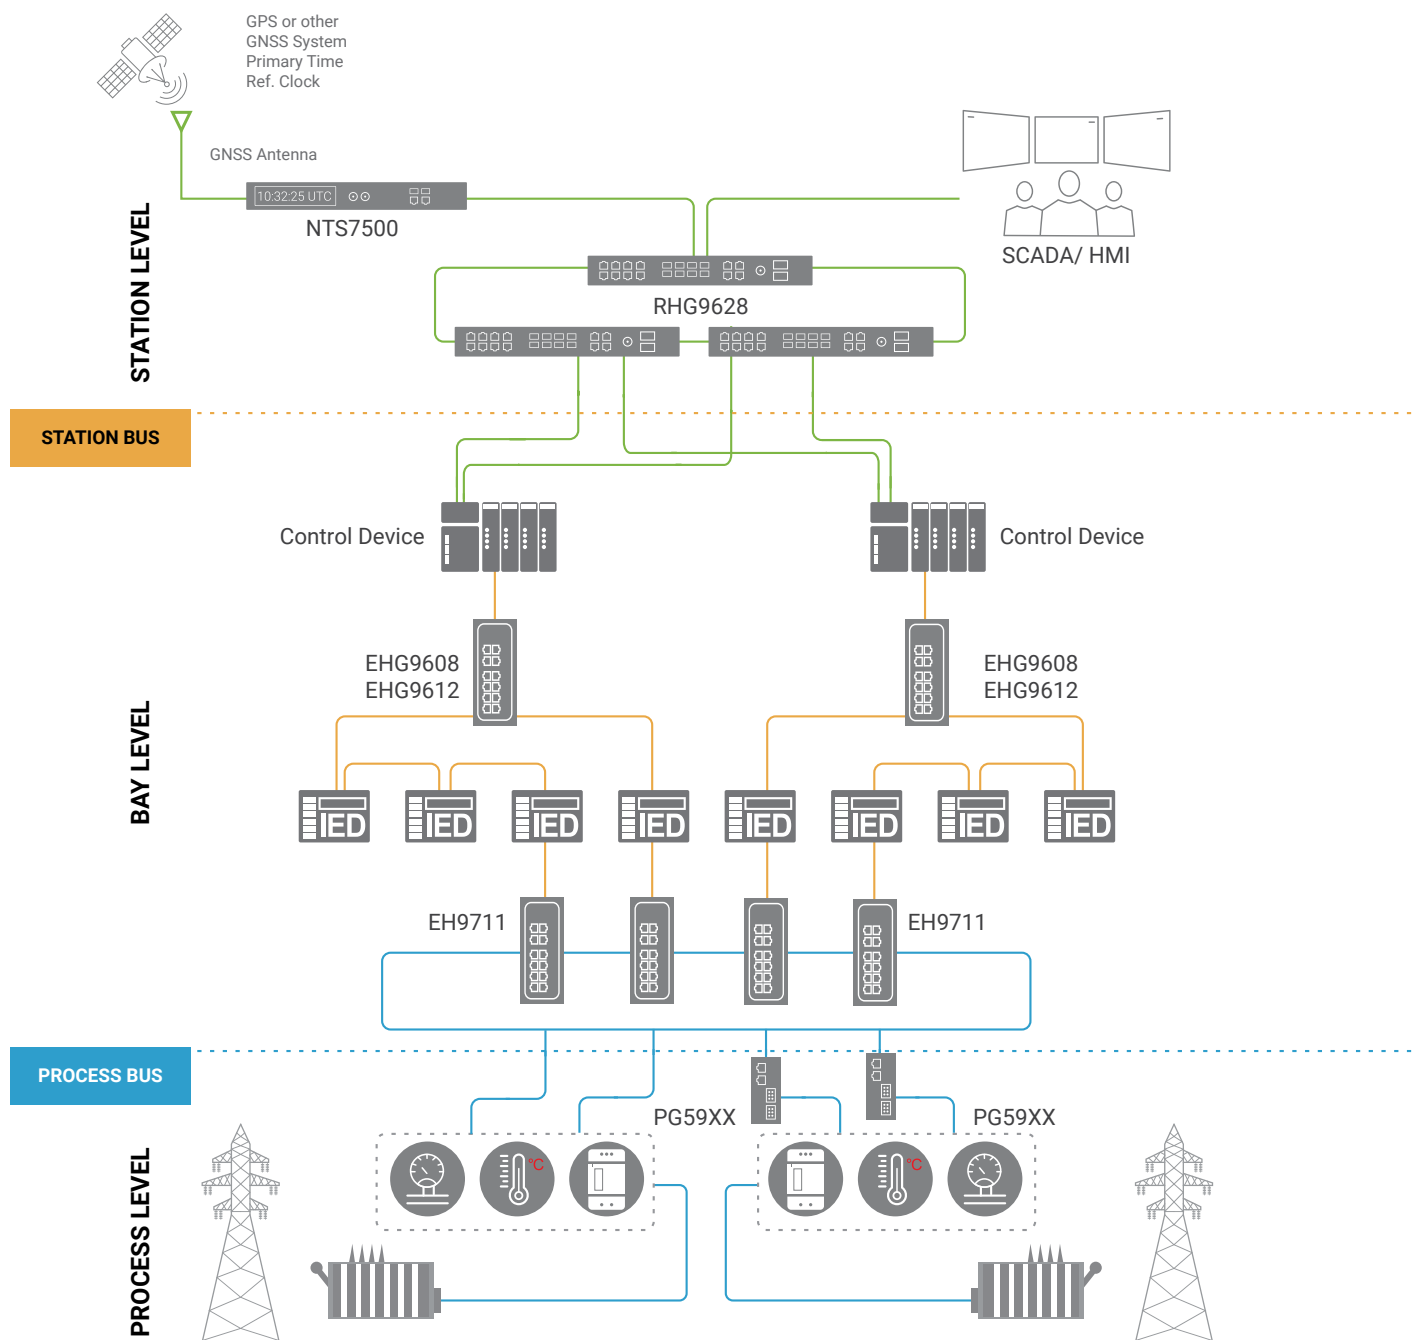 GPS or other
GNSS System
Primary Time
Ref. Clock
GNSS Antenna
10:32:25 UTC
NTS7500
SCADA/ HMI
RHG9628
STATION LEVEL
STATION BUS
Control Device
Control Device
EHG9608
EHG9612
EHG9608
EHG9612
BAY LEVEL
IED
IED
IED
IED
IED
IED
IED
IED
EH9711
EH9711
PROCESS BUS
PG59XX
PG59XX
°C
°C
PROCESS LEVEL